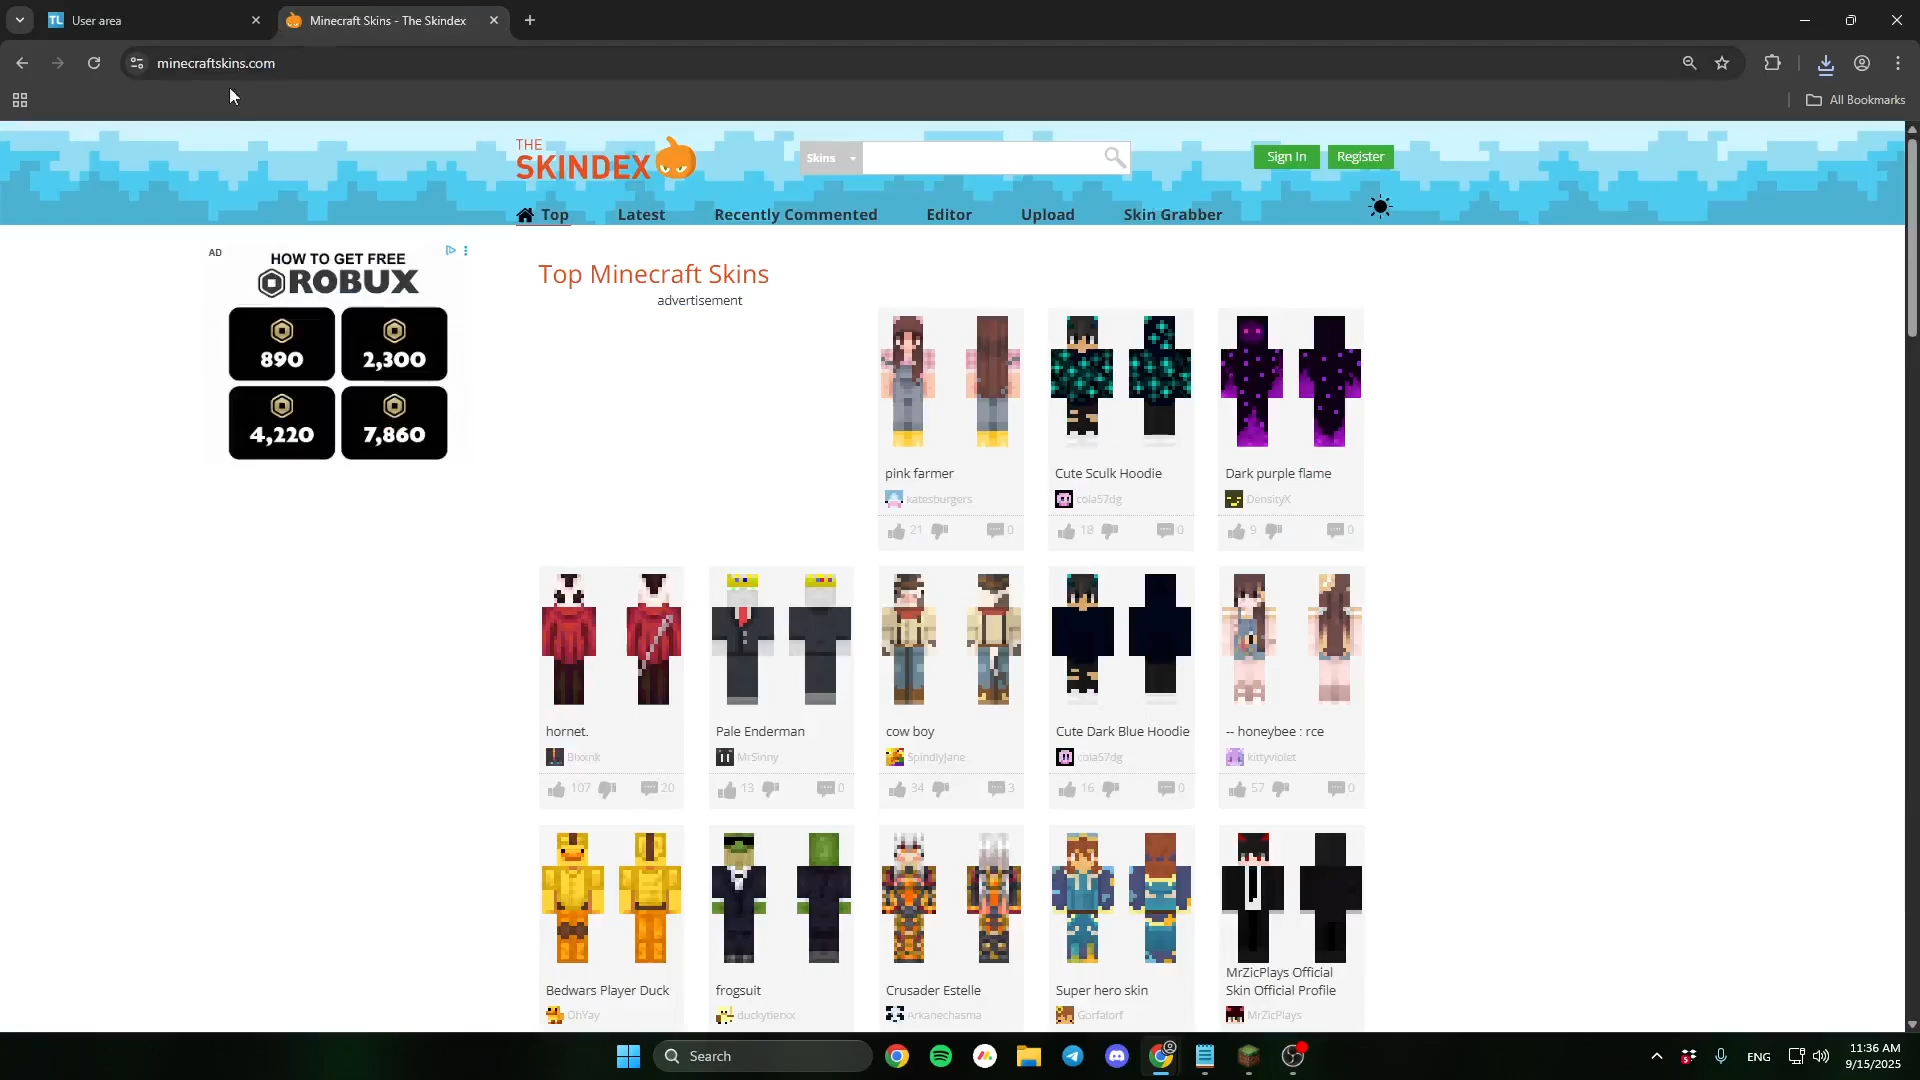 User area
Minecraft Skins - The Skindex
minecraftskins.com
All Bookmarks
THE
SKINDEX
Skins
Sign In
Register
Top
Latest
Recently Commented
Editor
Upload
Skin Grabber
AD
HOW TO GET FREE
ROBUX
890
2,300
4,220
7,860
Top Minecraft Skins
advertisement
pink farmer
katesburgers
21
0
Cute Sculk Hoodie
cola57dg
18
0
Dark purple flame
DensityX
9
0
hornet.
Bixxnk
107
20
Pale Enderman
MrSinny
13
0
cow boy
SpindlyJane
34
3
Cute Dark Blue Hoodie
cola57dg
16
0
-- honeybee : rce
kittyviolet
57
0
Bedwars Player Duck
OhYay
frogsuit
duckytierxx
Crusader Estelle
Arkanechasma
Super hero skin
Gorfalorf
MrZicPlays Official
Skin Official Profile
MrZicPlays
Search
ENG
11:36 AM
9/15/2025